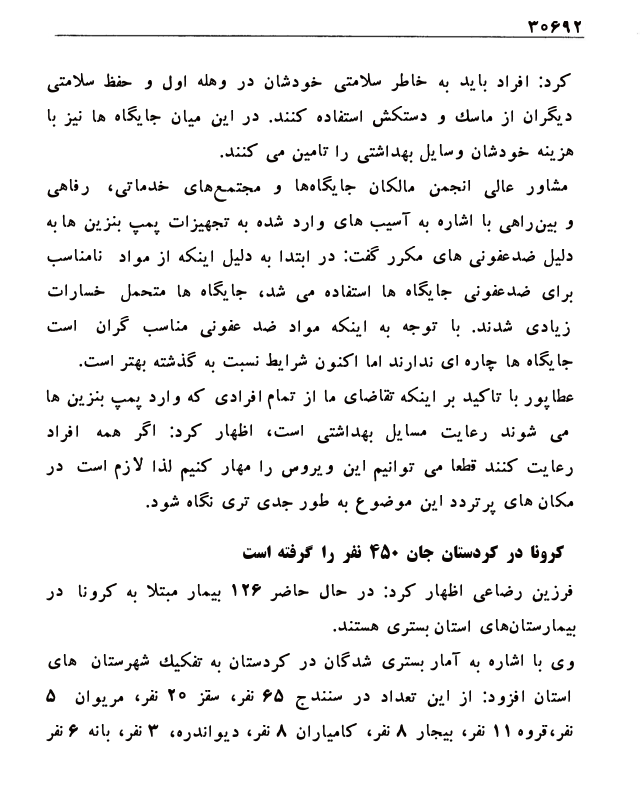 ۳۰۶۹۲
کرد: افراد باید به خاطر سلامتی خودشان در وهله اول و حفظ سلامتی
دیگران از ماسك و دستکش استفاده کنند. در این میان جایگاه ها نیز با
هزینه خودشان وسایل بهداشتی را تامین می کنند.
مشاور عالی انجمن مالکان جایگاه‌ها و مجتمع‌های خدماتی، رفاهی
و بین‌راهی با اشاره به آسیب های وارد شده به تجهیزات پمپ بنزین ها به
دلیل ضدعفونی های مکرر گفت: در ابتدا به دلیل اینکه از مواد نامناسب
برای ضدعفونی جایگاه ها استفاده می شد، جایگاه ها متحمل خسارات
زیادی شدند. با توجه به اینکه مواد ضد عفونی مناسب گران است
جایگاه ها چاره ای ندارند اما اکنون شرایط نسبت به گذشته بهتر است.
عطاپور با تاکید بر اینکه تقاضای ما از تمام افرادی که وارد پمپ بنزین ها
می شوند رعایت مسایل بهداشتی است، اظهار کرد: اگر همه افراد
رعایت کنند قطعا می توانیم این ویروس را مهار کنیم لذا لازم است در
مکان های پرتردد این موضوع به طور جدی تری نگاه شود.
کرونا در کردستان جان ۴۵۰ نفر را گرفته است
فرزین رضاعی اظهار کرد: در حال حاضر ۱۲۶ بیمار مبتلا به کرونا در
بیمارستان‌های استان بستری هستند.
وی با اشاره به آمار بستری شدگان در کردستان به تفکیك شهرستان های
استان افزود: از این تعداد در سنندج ۶۵ نفر، سقز ۲۰ نفر، مریوان ۵
نفر،قروه ۱۱ نفر، بیجار ۸ نفر، کامیاران ۸ نفر، دیواندره، ۳ نفر، بانه ۶ نفر